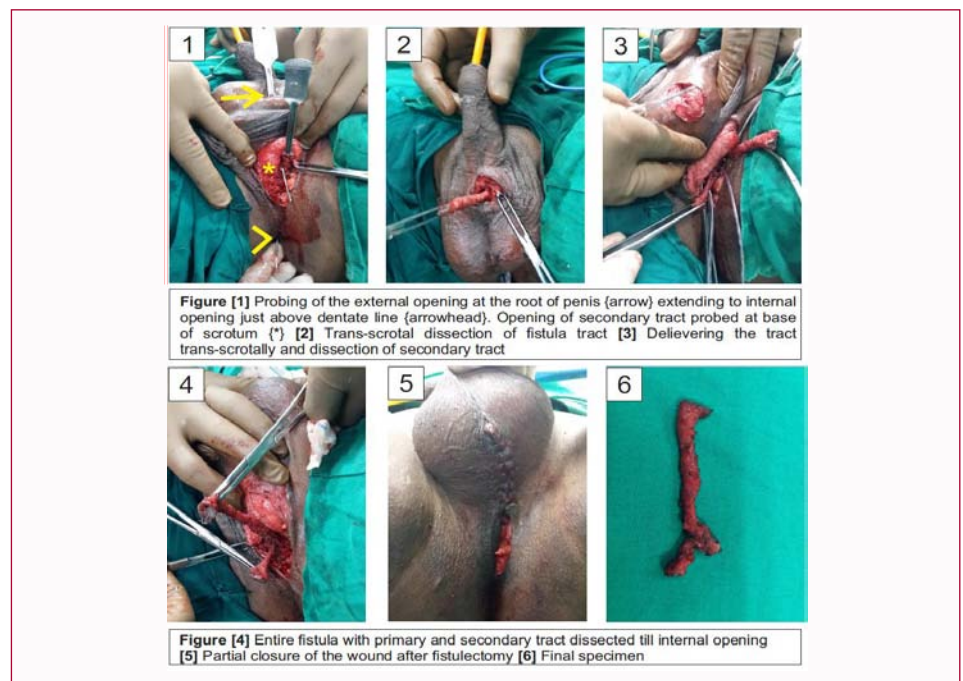 1
2
3
Figure [1] Probing of the external opening at the root of penis {arrow} extending to internal
opening just above dentate line {arrowhead}. Opening of secondary tract probed at base
of scrotum {*} [2] Trans-scrotal dissection of fistula tract [3] Delievering the tract
trans-scrotally and dissection of secondary tract
4
5
6
Figure [4] Entire fistula with primary and secondary tract dissected till internal opening
[5] Partial closure of the wound after fistulectomy [6] Final specimen